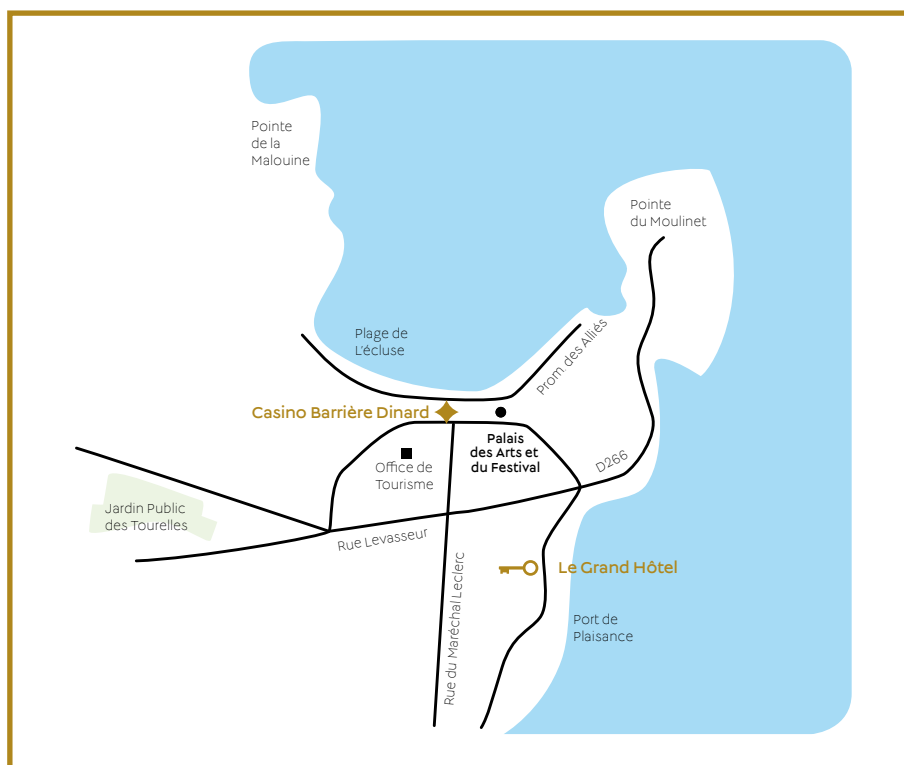 Pointe
de la
Malouine
Pointe
du Moulinet
Plage de
L'écluse
Prom des Alliés
Casino Barrière Dinard
Palais
des Arts et
du Festival
Office de
Tourisme
D266
Jardin Public
des Tourelles
Rue Levasseur
Rue du Maréchal Leclerc
Le Grand Hôtel
Port de
Plaisance